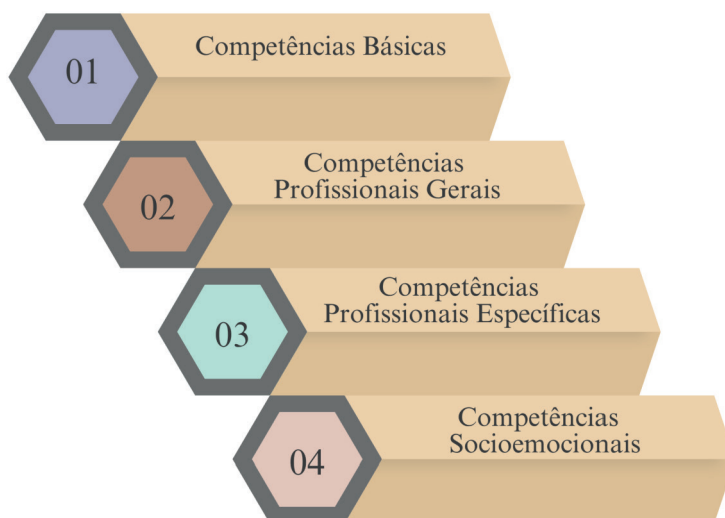 01
Competências Básicas
02
Competências
Profissionais Gerais
03
Competências
Profissionais Específicas
04
Competências
Socioemocionais